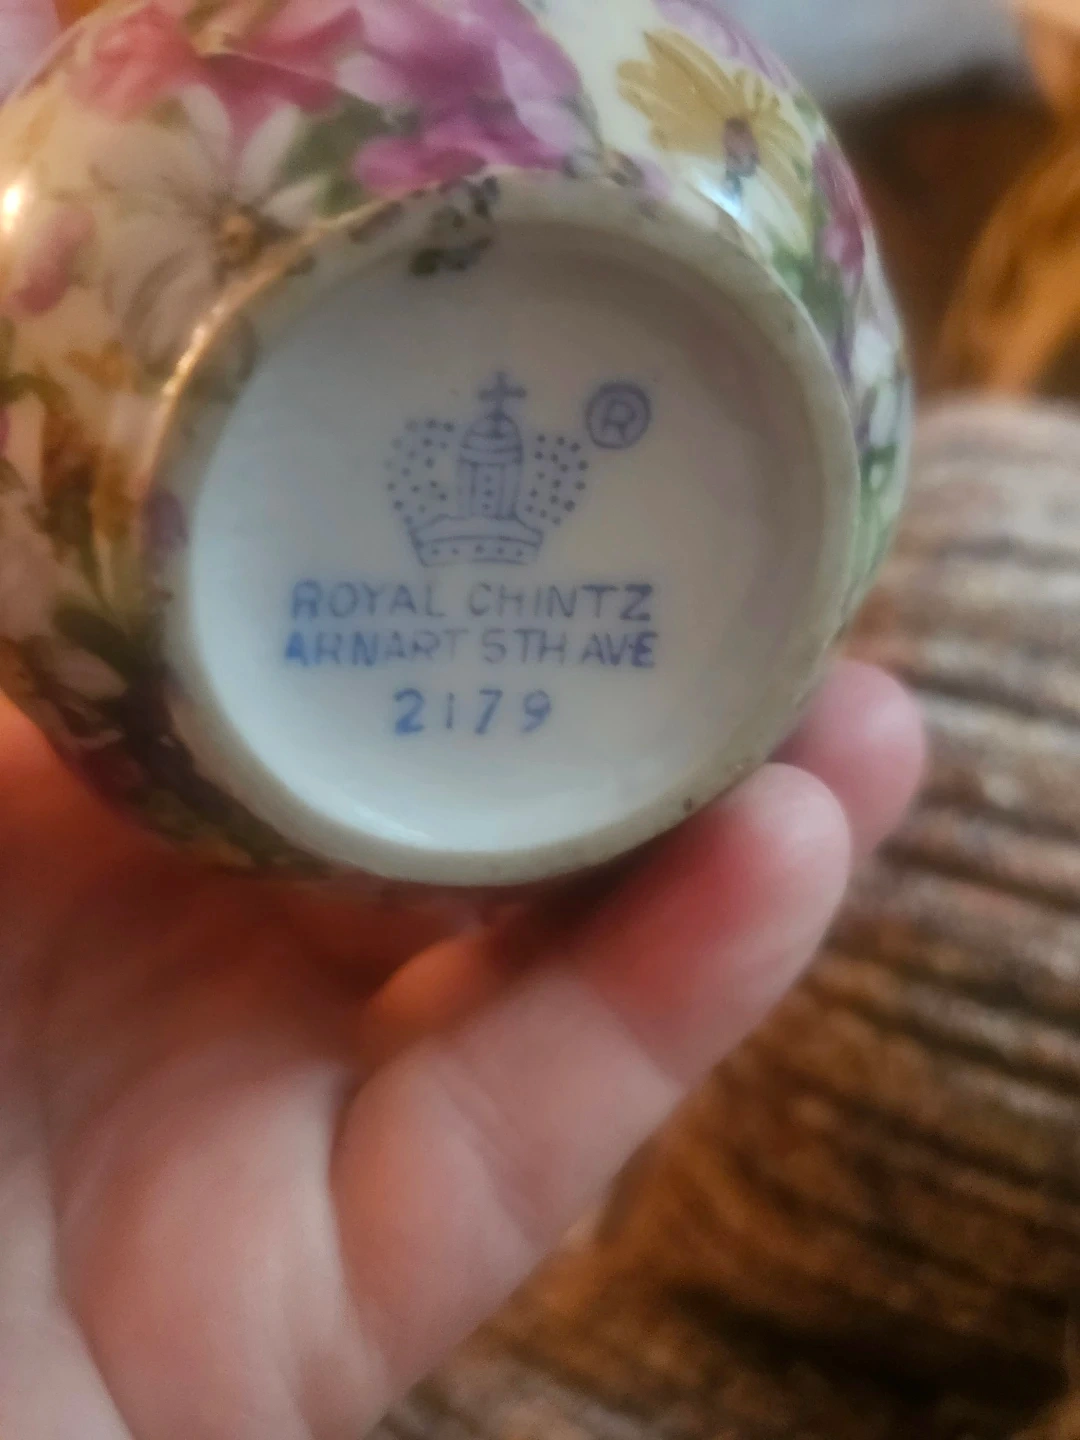 ®
ROYAL CHINTZ
ARNART 5TH AVE
2179